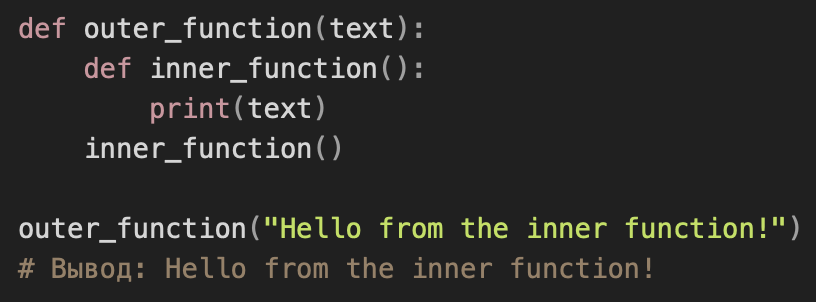 def outer_function(text):
    def inner_function():
        print(text)
    inner_function()

outer_function("Hello from the inner function!")
# Вывод: Hello from the inner function!